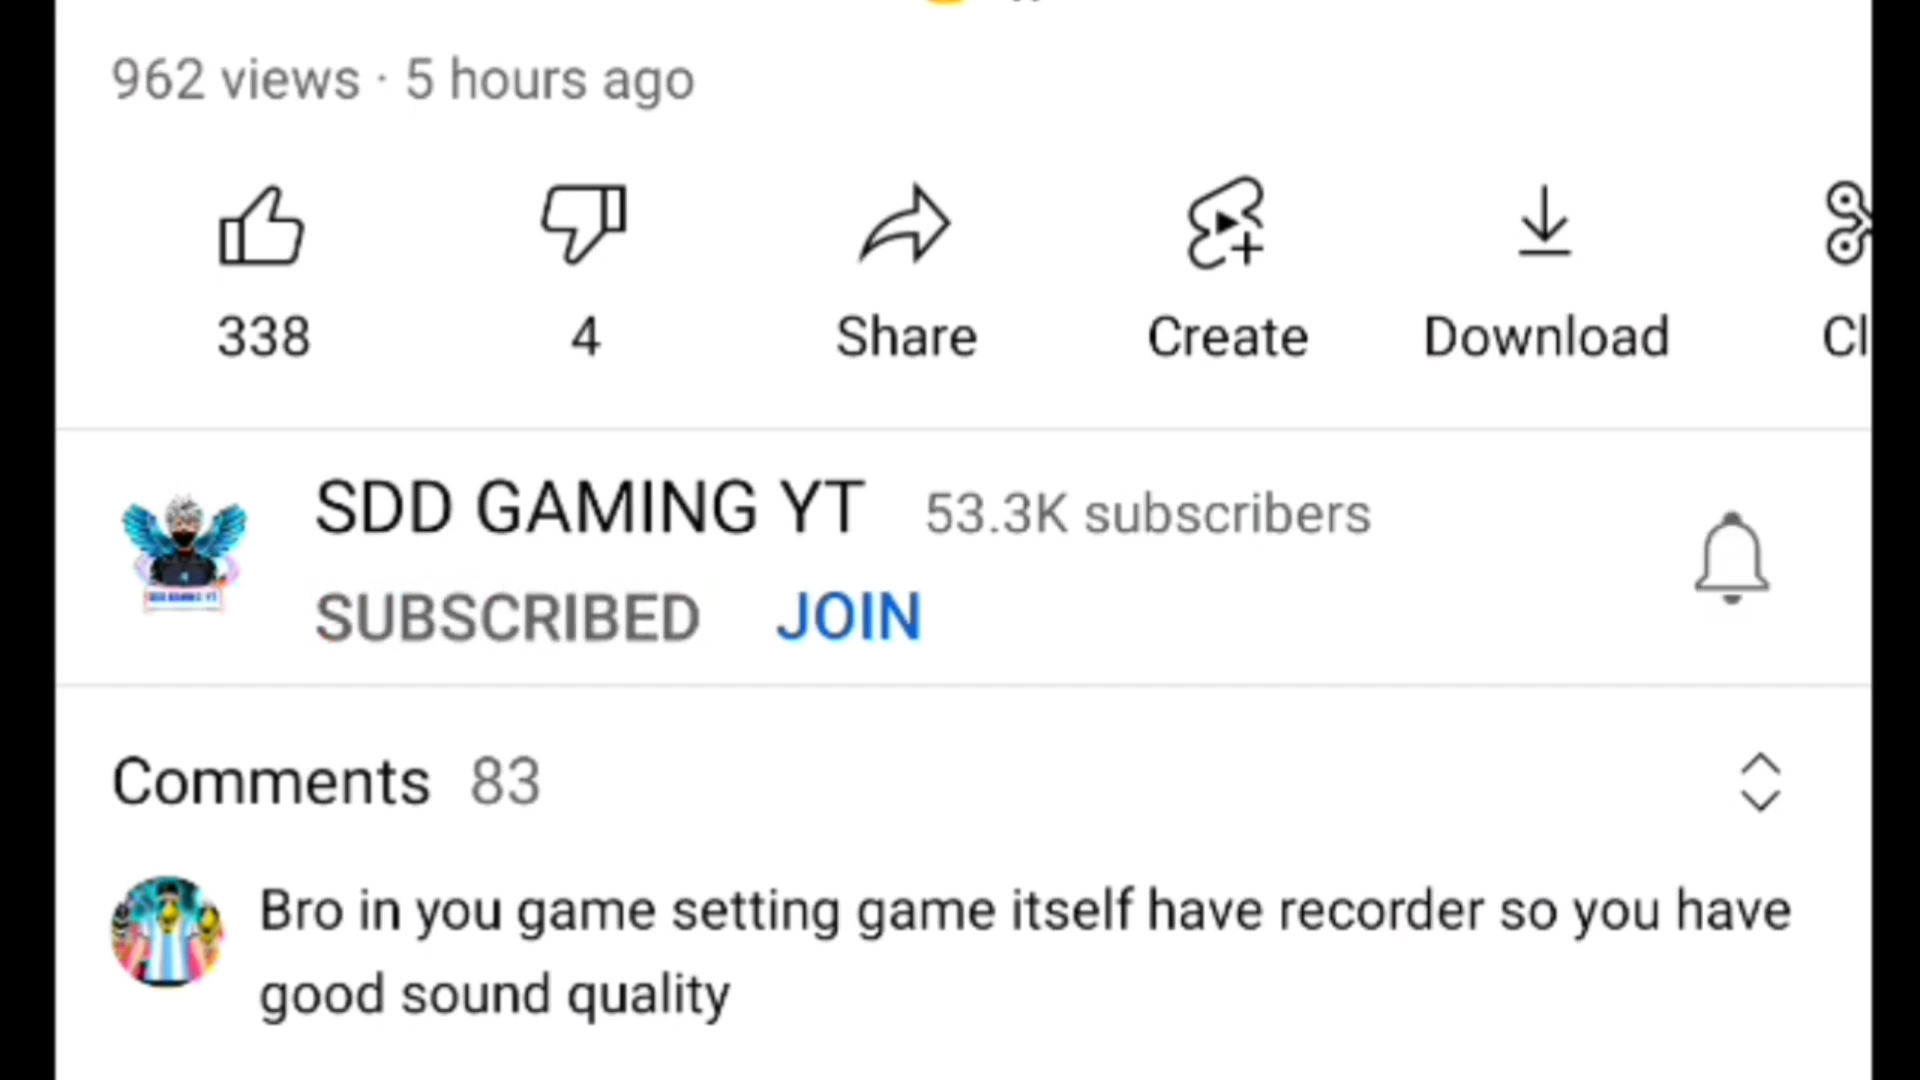 962 views · 5 hours ago
338 4 Share Create Download Cl
SDD GAMING YT 53.3K subscribers
SUBSCRIBED JOIN
Comments 83
Bro in you game setting game itself have recorder so you have
good sound quality